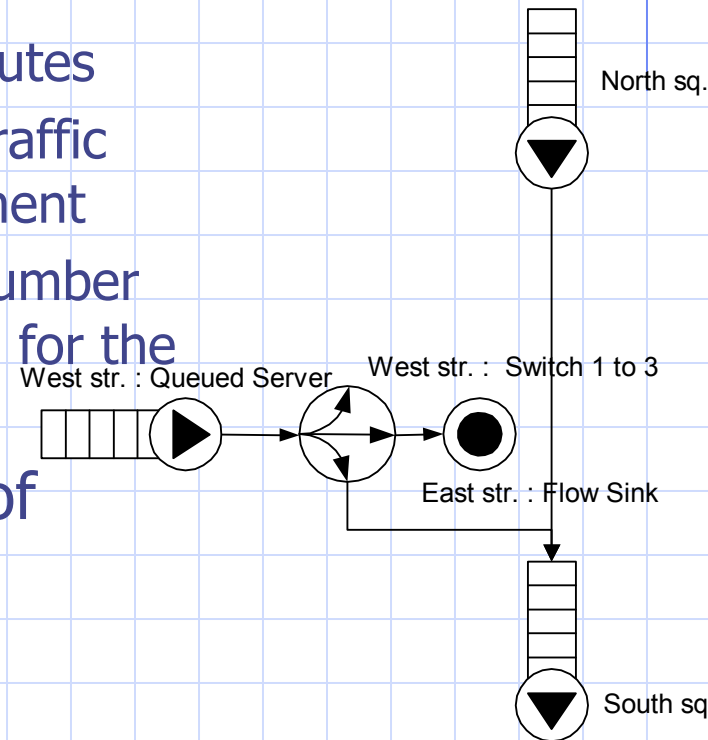 utes
raffic
nent
umber
for the
of
North sq.
West str. : Queued Server
West str. : Switch 1 to 3
East str. : Flow Sink
South sq